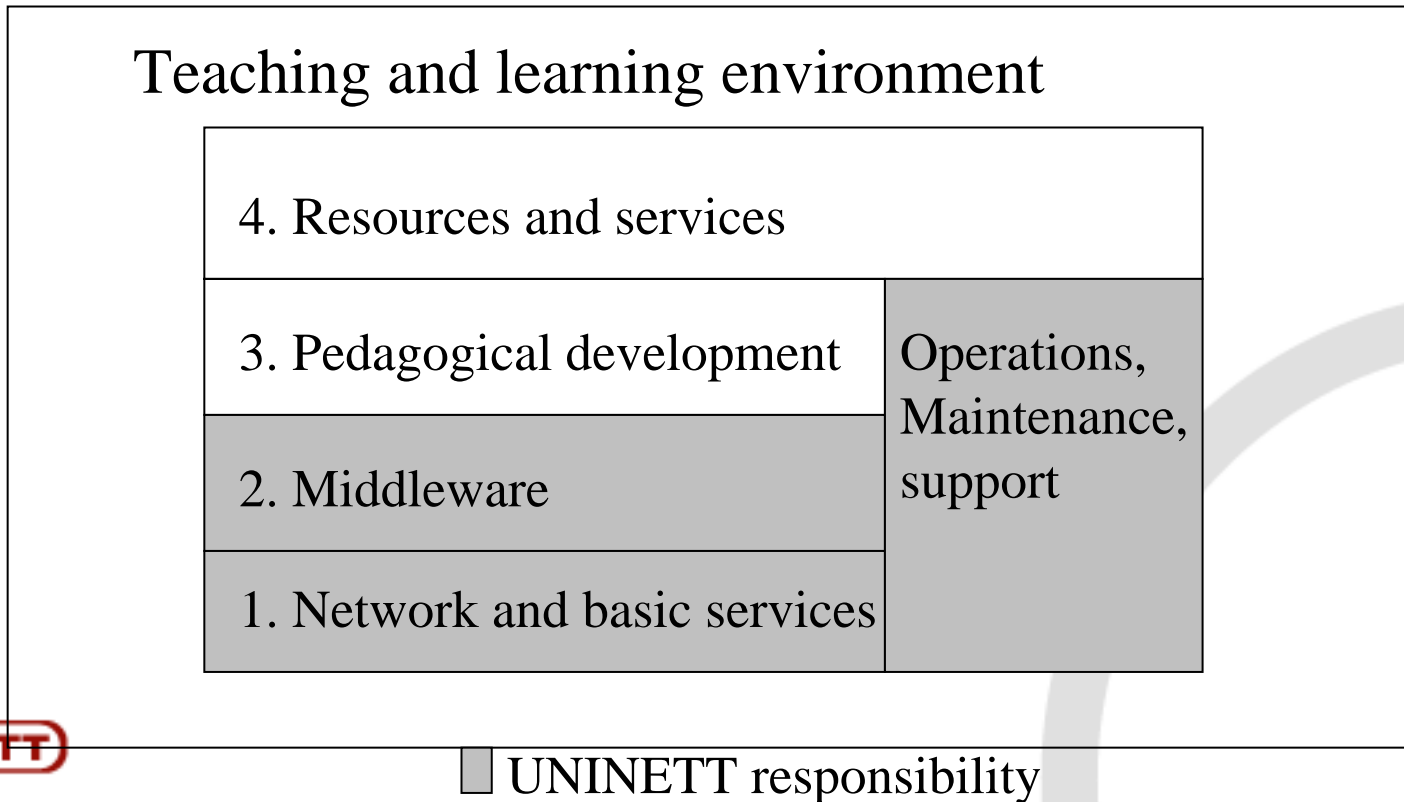 Teaching and learning environment
4. Resources and services
3. Pedagogical development
Operations,
Maintenance,
support
2. Middleware
1. Network and basic services
TT
UNINETT responsibility